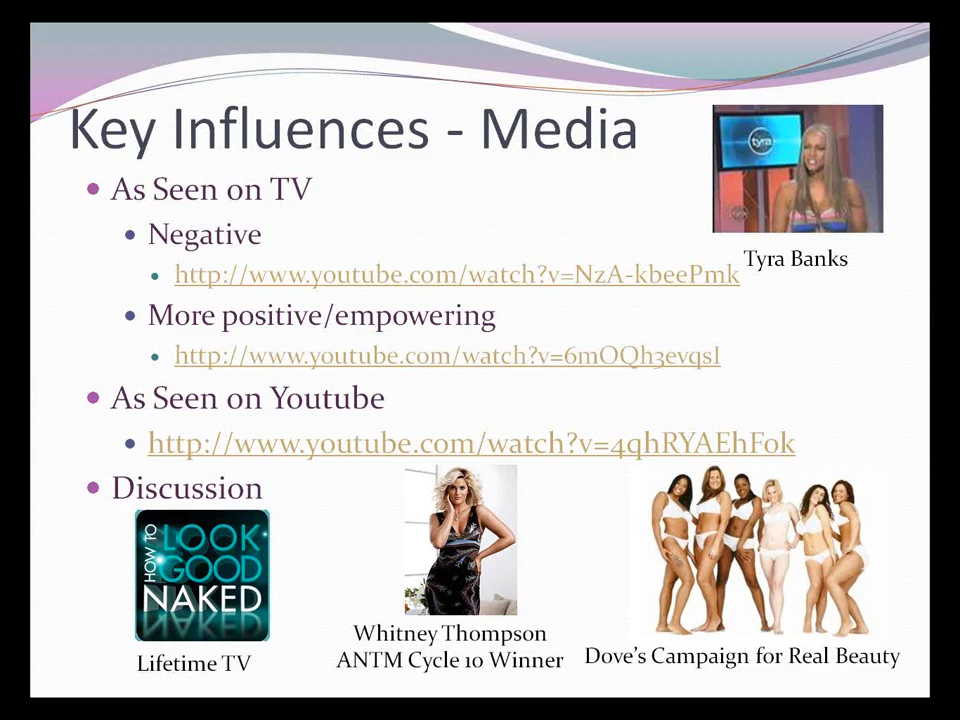 Key Influences - Media
tyra
Tyra Banks
As Seen on TV
Negative
http://www.youtube.com/watch?v=NzA-kbeePmk
More positive/empowering
http://www.youtube.com/watch?v=6mOQh3evqsI
As Seen on Youtube
http://www.youtube.com/watch?v=4qhRYAEhFok
Discussion
HOW TO
LOOK
GOOD
NAKED
Lifetime TV
Whitney Thompson
ANTM Cycle 10 Winner
Dove's Campaign for Real Beauty